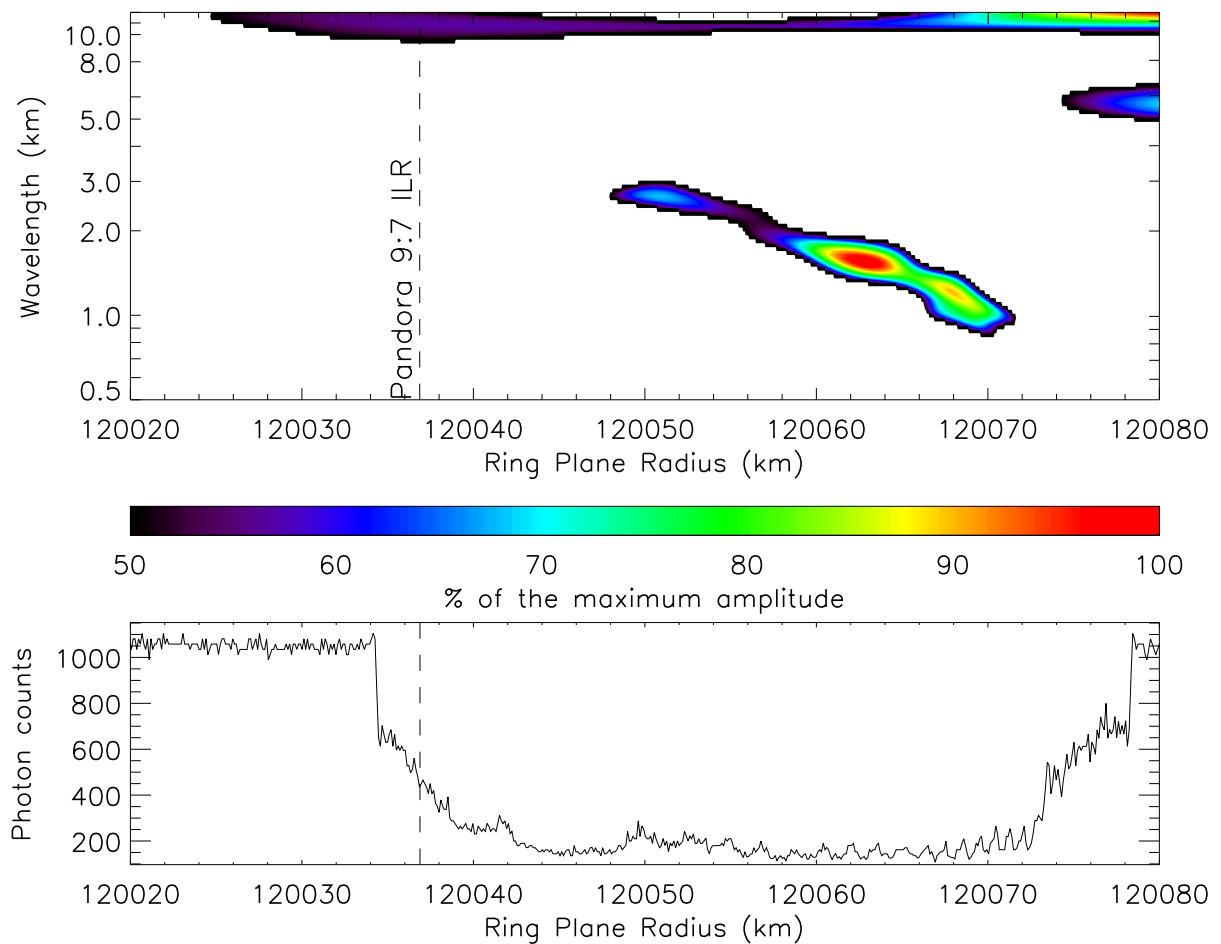 10.0
8.0
5.0
3.0
2.0
1.0
0.5
Wavelength (km)
Pandora 9:7 ILR
120020 120030 120040 120050 120060 120070 120080
Ring Plane Radius (km)
50 60 70 80 90 100
% of the maximum amplitude
1000
800
600
400
200
Photon counts
120020 120030 120040 120050 120060 120070 120080
Ring Plane Radius (km)